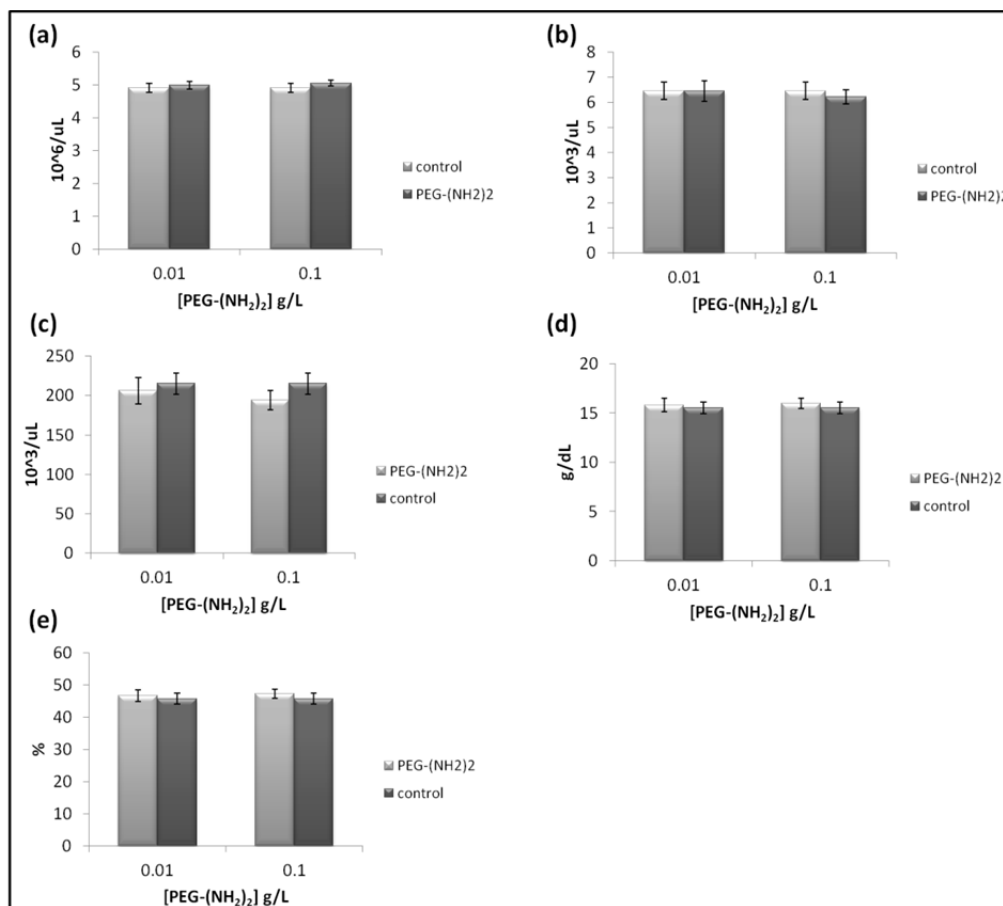 (a)
6
5
4
3
2
1
0
10^6/uL
0.01
0.1
[PEG-(NH₂)₂] g/L
control
PEG-(NH2)2
(b)
8
7
6
5
4
3
2
1
0
10^3/uL
0.01
0.1
[PEG-(NH₂)₂] g/L
control
PEG-(NH2)2
(c)
250
200
150
100
50
0
10^3/uL
0.01
0.1
[PEG-(NH₂)₂] g/L
PEG-(NH2)2
control
(d)
20
15
10
5
0
g/dL
0.01
0.1
[PEG-(NH₂)₂] g/L
PEG-(NH2)2
control
(e)
60
50
40
30
20
10
0
%
0.01
0.1
[PEG-(NH₂)₂] g/L
PEG-(NH2)2
control